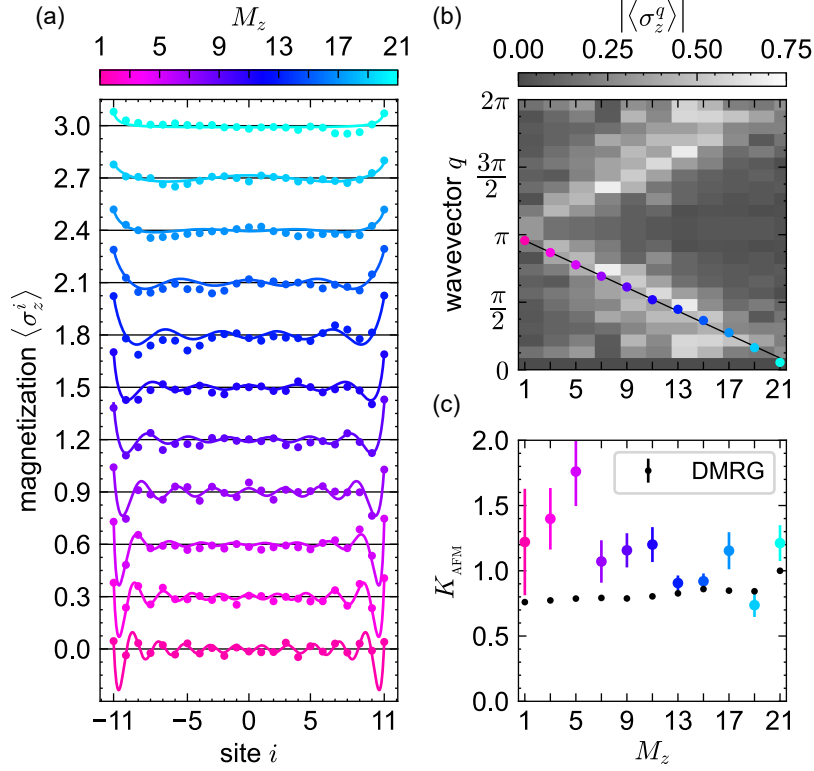 (a)
M_z
1 5 9 13 17 21
magnetization ⟨σ_z^i⟩
3.0
2.7
2.4
2.1
1.8
1.5
1.2
0.9
0.6
0.3
0.0
−11 −5 0 5 11
site i
(b)
|⟨σ_z^q⟩|
0.00 0.25 0.50 0.75
wavevector q
2π
3π/2
π
π/2
0
1 5 9 13 17 21
(c)
K_AFM
2.0
1.5
1.0
0.5
0.0
DMRG
1 5 9 13 17 21
M_z